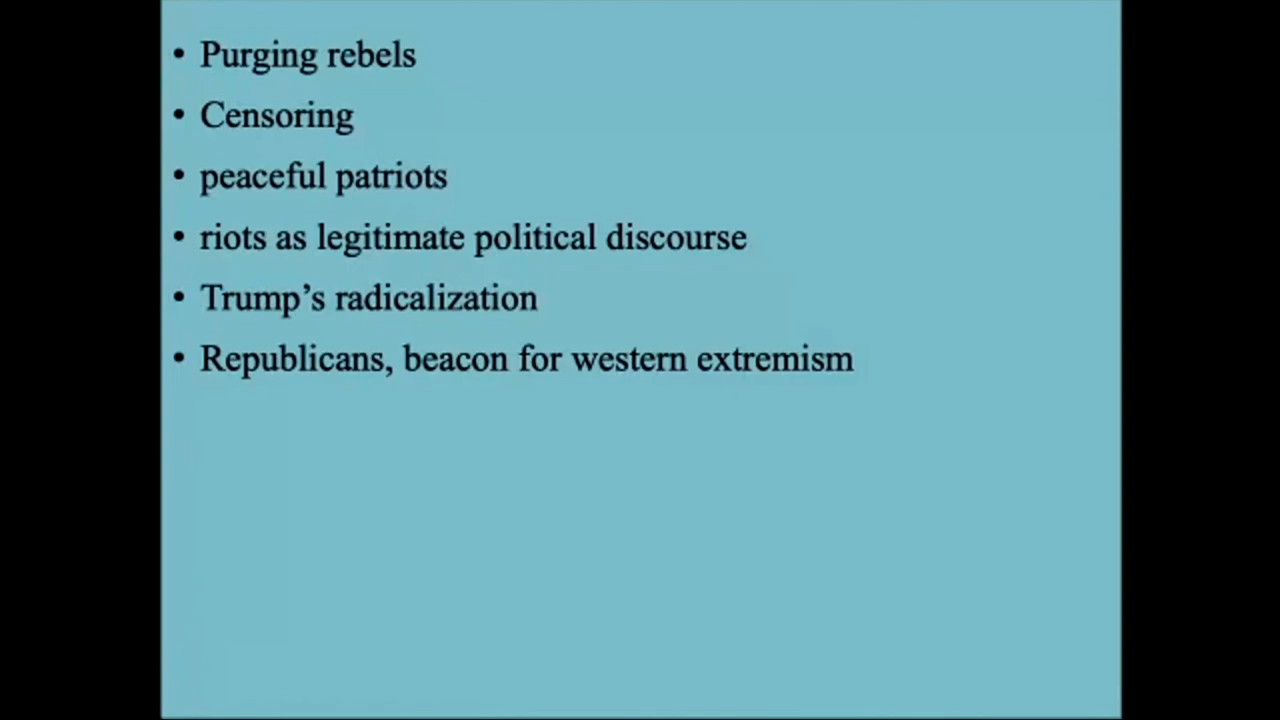 • Purging rebels
• Censoring
• peaceful patriots
• riots as legitimate political discourse
• Trump’s radicalization
• Republicans, beacon for western extremism